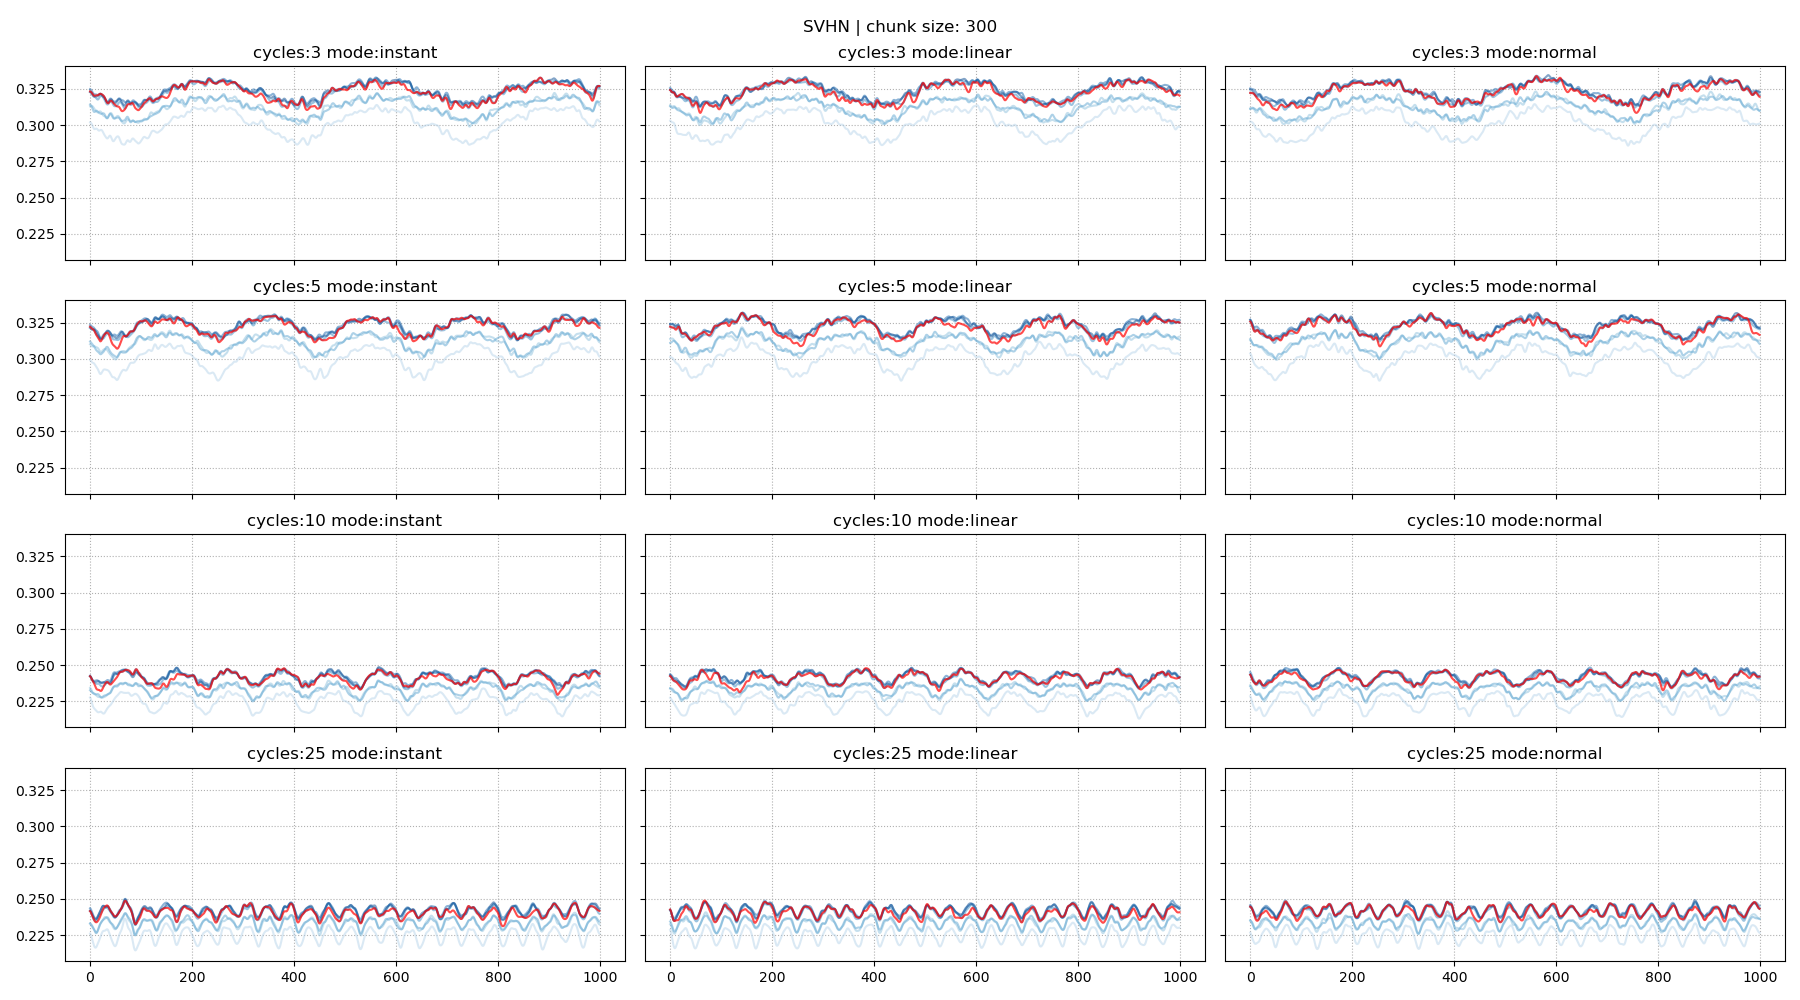 SVHN | chunk size: 300
cycles:3 mode:instant
cycles:3 mode:linear
cycles:3 mode:normal
0.325
0.300
0.275
0.250
0.225
cycles:5 mode:instant
cycles:5 mode:linear
cycles:5 mode:normal
0.325
0.300
0.275
0.250
0.225
cycles:10 mode:instant
cycles:10 mode:linear
cycles:10 mode:normal
0.325
0.300
0.275
0.250
0.225
cycles:25 mode:instant
cycles:25 mode:linear
cycles:25 mode:normal
0.325
0.300
0.275
0.250
0.225
0 200 400 600 800 1000
0 200 400 600 800 1000
0 200 400 600 800 1000